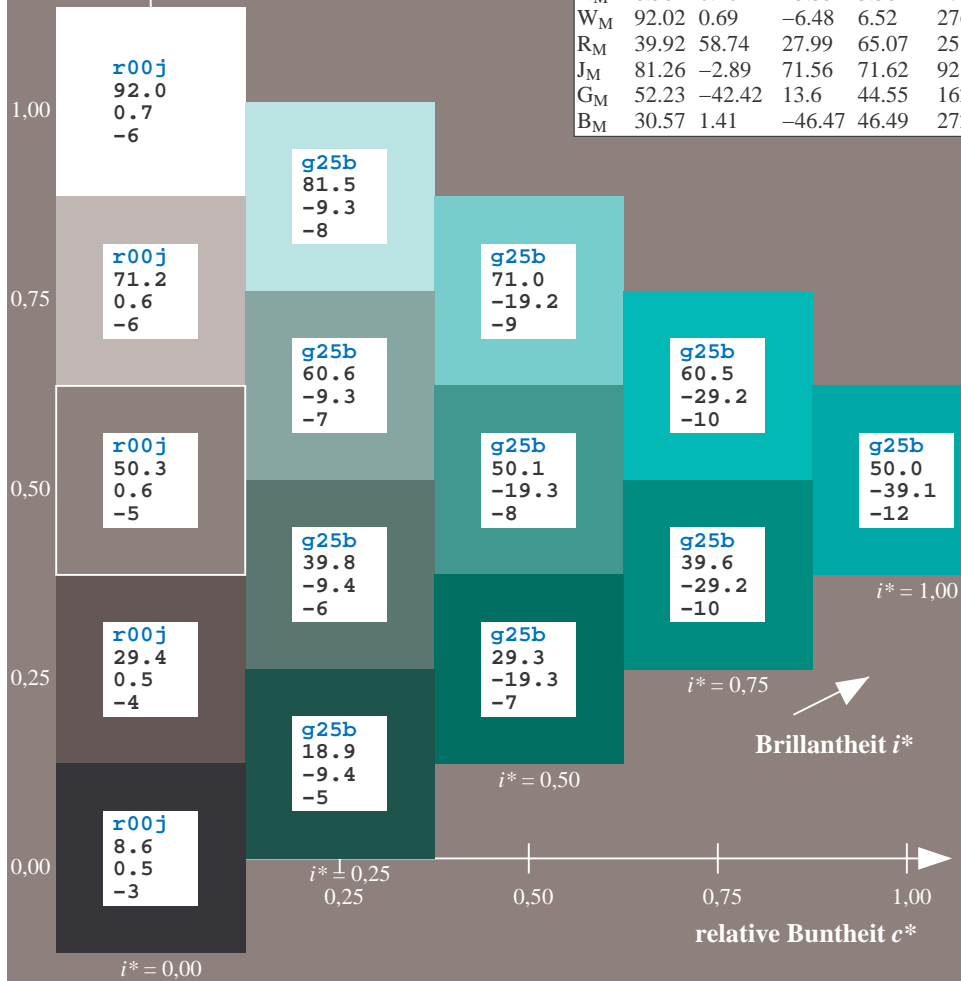 W_M 92.02 0.69 −6.48 6.52
R_M 39.92 58.74 27.99 65.07
J_M 81.26 −2.89 71.56 71.62
G_M 52.23 −42.42 13.6 44.55
B_M 30.57 1.41 −46.47 46.49
1,00
r00j
92.0
0.7
−6
g25b
81.5
−9.3
−8
0,75
r00j
71.2
0.6
−6
g25b
71.0
−19.2
−9
g25b
60.6
−9.3
−7
g25b
60.5
−29.2
−10
0,50
r00j
50.3
0.6
−5
g25b
50.1
−19.3
−8
g25b
50.0
−39.1
−12
i* = 1,00
g25b
39.8
−9.4
−6
g25b
39.6
−29.2
−10
0,25
r00j
29.4
0.5
−4
g25b
29.3
−19.3
−7
i* = 0,75
Brillantheit i*
g25b
18.9
−9.4
−5
i* = 0,50
0,00
r00j
8.6
0.5
−3
i* = 0,25
0,25
0,50
0,75
1,00
relative Buntheit c*
i* = 0,00